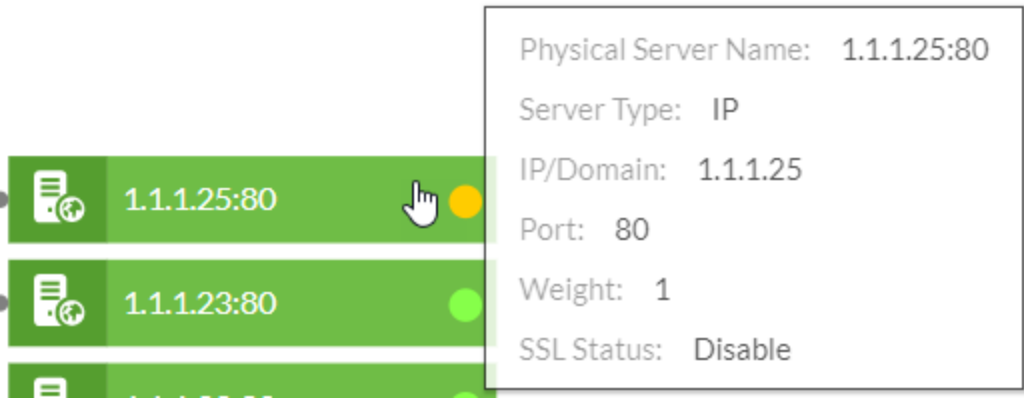 Physical Server Name: 1.1.1.25:80
Server Type: IP
IP/Domain: 1.1.1.25
Port: 80
Weight: 1
SSL Status: Disable
1.1.1.25:80
1.1.1.23:80